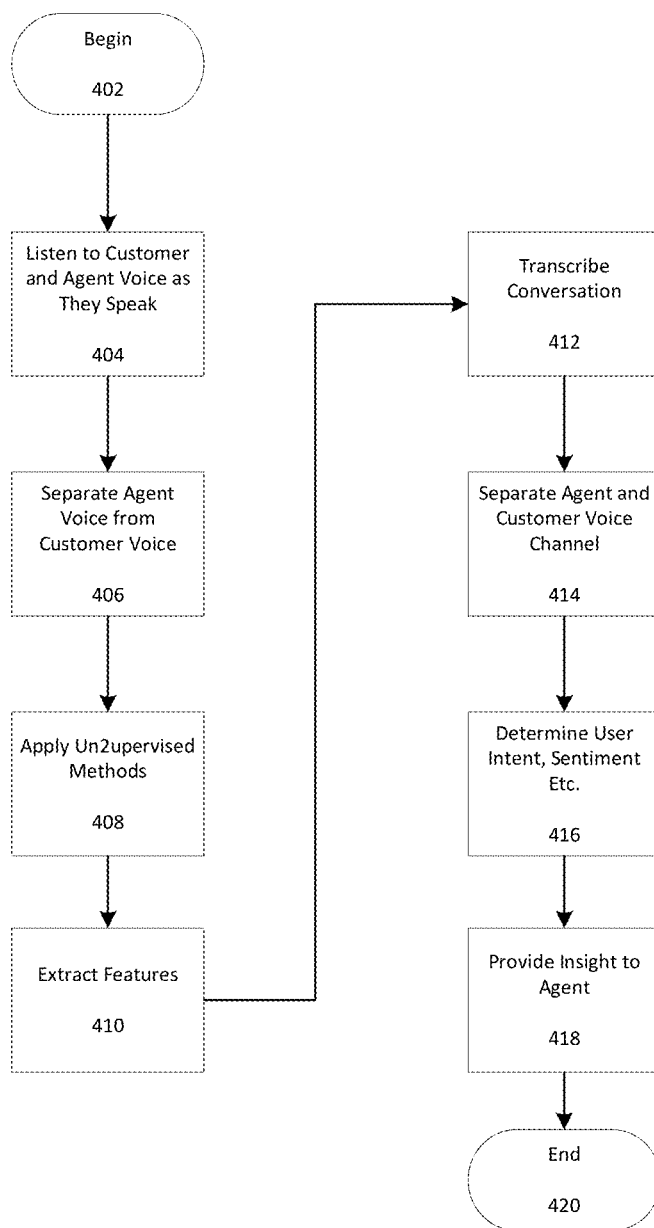 Begin
402
Listen to Customer
and Agent Voice as
They Speak
404
Separate Agent
Voice from
Customer Voice
406
Apply Un2upervised
Methods
408
Extract Features
410
Transcribe
Conversation
412
Separate Agent and
Customer Voice
Channel
414
Determine User
Intent, Sentiment
Etc.
416
Provide Insight to
Agent
418
End
420